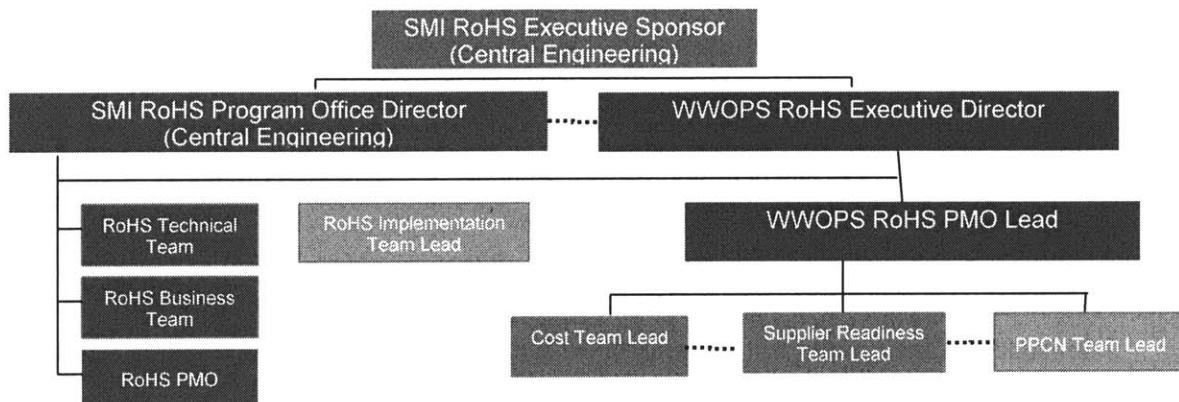 SMI RoHS Executive Sponsor
(Central Engineering)
SMI RoHS Program Office Director
(Central Engineering)
WWOPS RoHS Executive Director
RoHS Technical
Team
RoHS Implementation
Team Lead
WWOPS RoHS PMO Lead
RoHS Business
Team
Cost Team Lead
Supplier Readiness
Team Lead
PPCN Team Lead
RoHS PMO